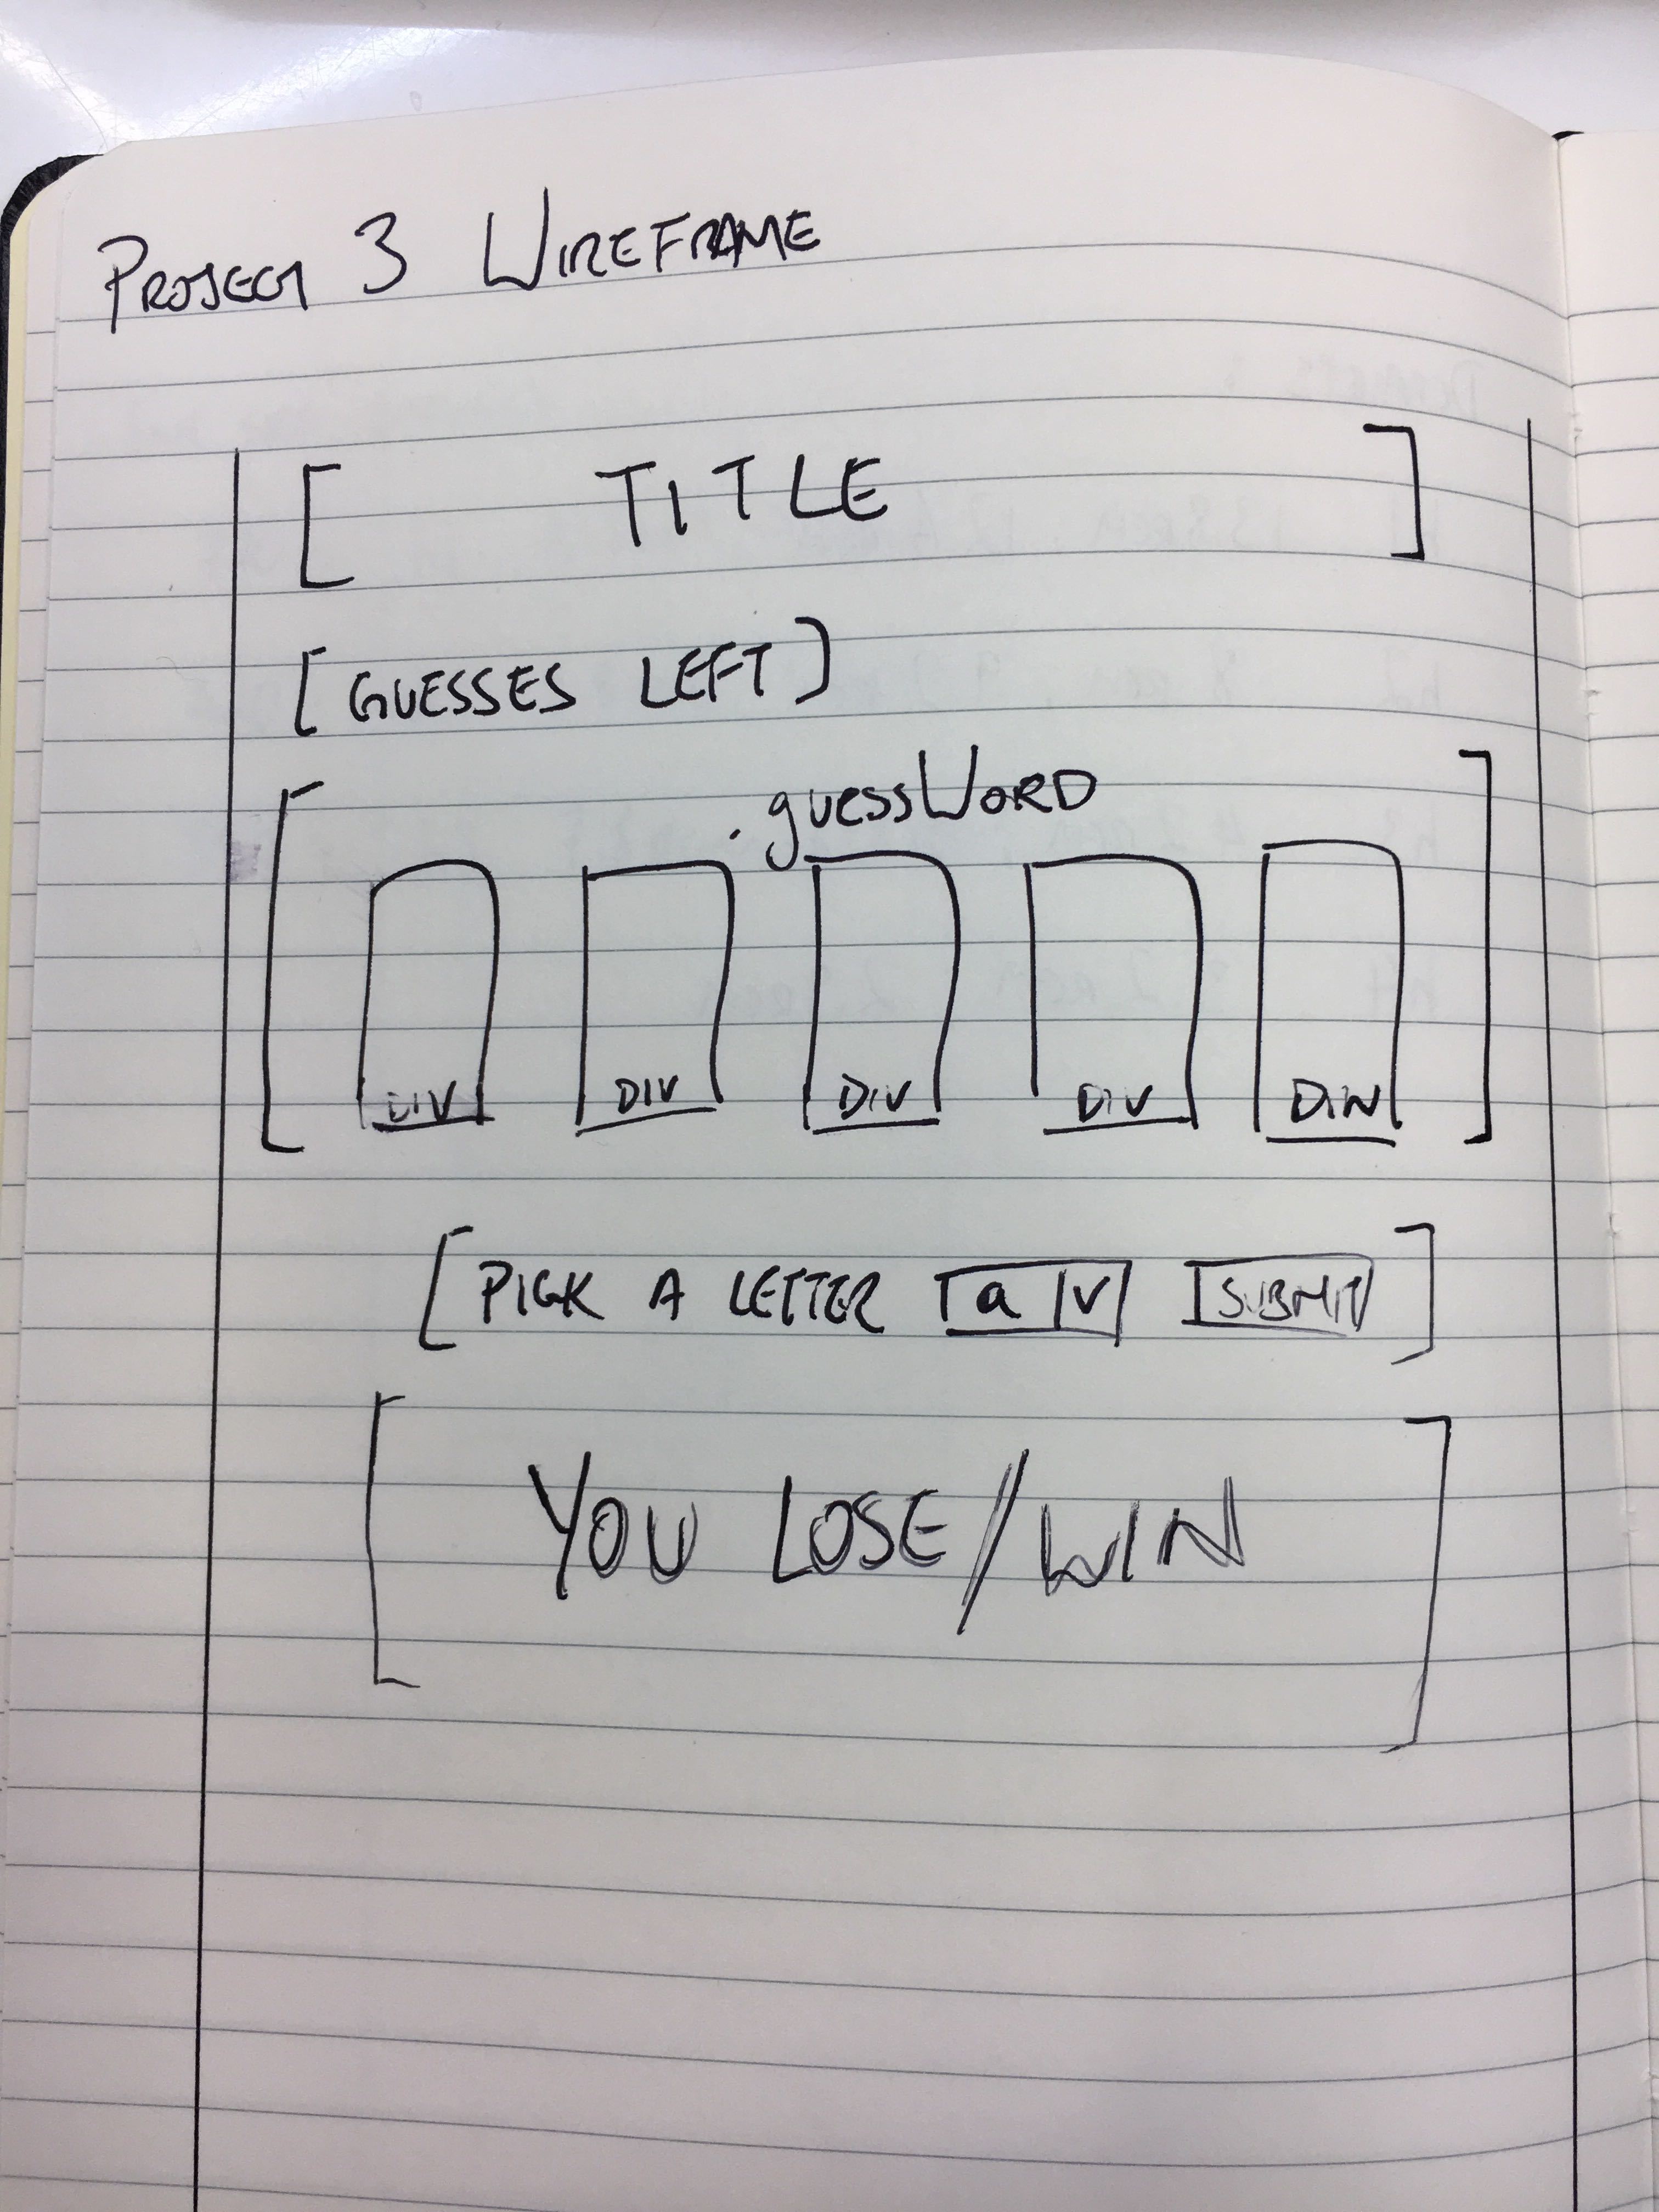 PROJECT 3 WIREFRAME
[ TITLE ]
[GUESSES LEFT]
.guessWORD
DIV DIV DIV DIV DIV
[PICK A LETTER a V SUBMIT]
[YOU LOSE/WIN]